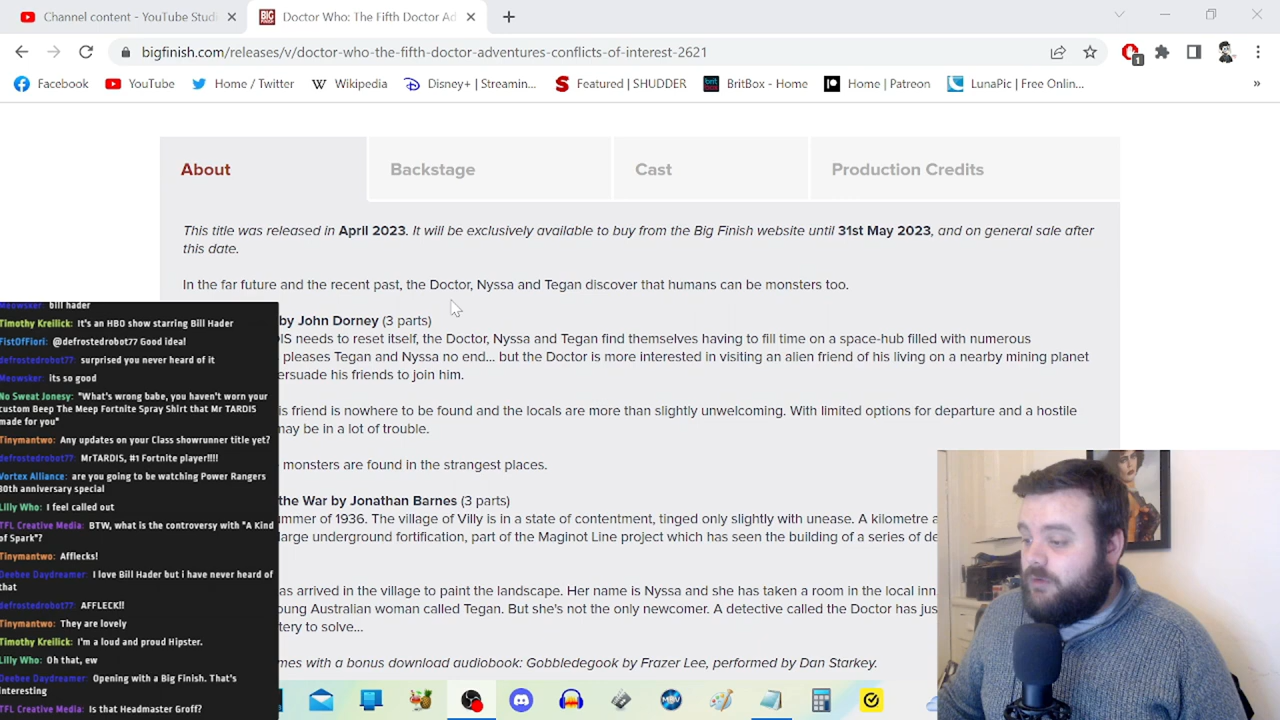 Channel content - YouTube Studi
Doctor Who: The Fifth Doctor Ad
bigfinish.com/releases/v/doctor-who-the-fifth-doctor-adventures-conflicts-of-interest-2621
1
Facebook
YouTube
Home / Twitter
Wikipedia
Disney+ | Streamin...
Featured | SHUDDER
BritBox - Home
Home | Patreon
LunaPic | Free Onlin...
»
About
Backstage
Cast
Production Credits
This title was released in April 2023. It will be exclusively available to buy from the Big Finish website until 31st May 2023, and on general sale after
this date.
In the far future and the recent past, the Doctor, Nyssa and Tegan discover that humans can be monsters too.
by John Dorney (3 parts)
IS needs to reset itself, the Doctor, Nyssa and Tegan find themselves having to fill time on a space-hub filled with numerous
pleases Tegan and Nyssa no end... but the Doctor is more interested in visiting an alien friend of his living on a nearby mining planet
ersuade his friends to join him.
is friend is nowhere to be found and the locals are more than slightly unwelcoming. With limited options for departure and a hostile
may be in a lot of trouble.
monsters are found in the strangest places.
the War by Jonathan Barnes (3 parts)
mmer of 1936. The village of Villy is in a state of contentment, tinged only slightly with unease. A kilometre a
large underground fortification, part of the Maginot Line project which has seen the building of a series of de
as arrived in the village to paint the landscape. Her name is Nyssa and she has taken a room in the local inn.
oung Australian woman called Tegan. But she's not the only newcomer. A detective called the Doctor has jus
tery to solve...
mes with a bonus download audiobook: Gobbledegook by Frazer Lee, performed by Dan Starkey.
Meowsker: bill hader
Timothy Kreilick: It's an HBO show starring Bill Hader
FistOfFiori: @defrostedrobot77 Good idea!
defrostedrobot77: surprised you never heard of it
Meowsker: its so good
No Sweat Jonesy: "What's wrong babe, you haven't worn your
custom Beep The Meep Fortnite Spray Shirt that Mr TARDIS
made for you"
Tinymantwo: Any updates on your Class showrunner title yet?
defrostedrobot77: MrTARDIS, #1 Fortnite player!!!!
Vortex Alliance: are you going to be watching Power Rangers
30th anniversary special
Lilly Who: I feel called out
TFL Creative Media: BTW, what is the controversy with "A Kind
of Spark"?
Tinymantwo: Afflecks!
Deebee Daydreamer: I love Bill Hader but i have never heard of
that
defrostedrobot77: AFFLECK!!
Tinymantwo: They are lovely
Timothy Kreilick: I'm a loud and proud Hipster.
Lilly Who: Oh that, ew
Deebee Daydreamer: Opening with a Big Finish. That's
interesting
TFL Creative Media: Is that Headmaster Groff?